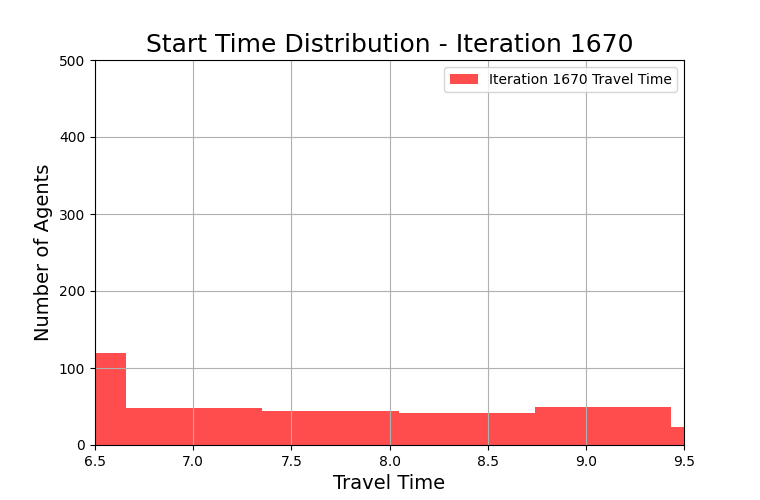 Start Time Distribution - Iteration 1670
Iteration 1670 Travel Time
Number of Agents
500
400
300
200
100
0
6.5 7.0 7.5 8.0 8.5 9.0 9.5
Travel Time